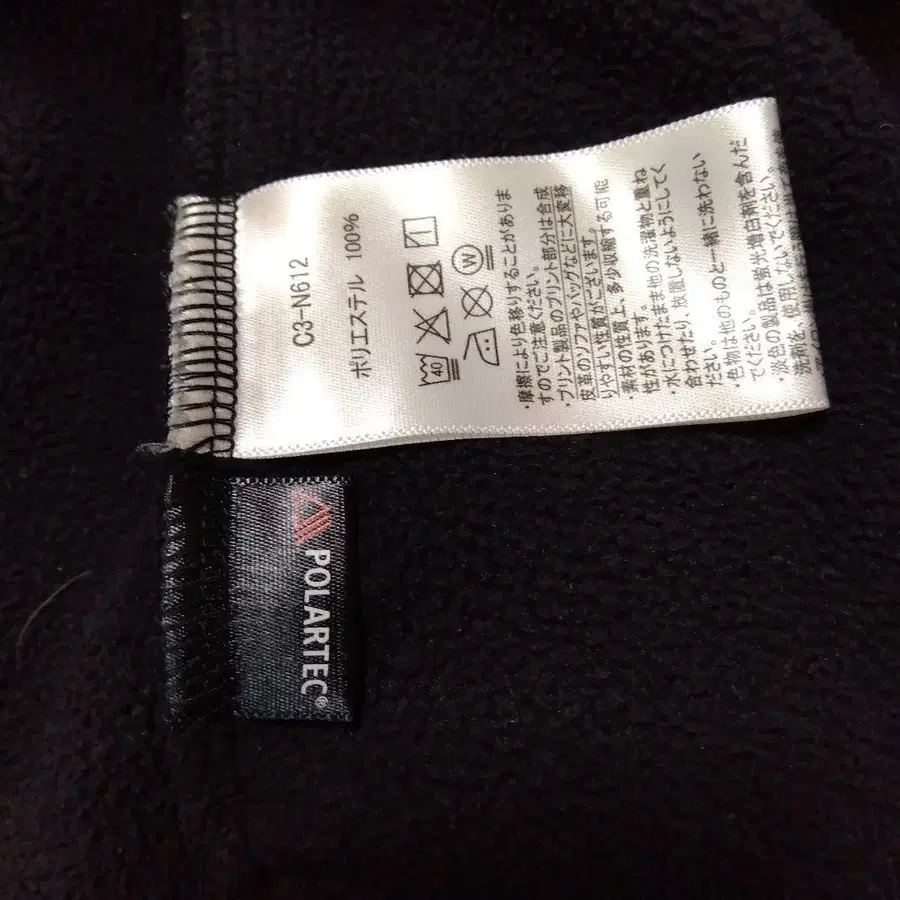 C3-N612
ポリエステル 100%
40
W
・摩擦により色移りすることがありま
すのでご注意ください。
・プリント製品のプリント部分は合成
皮革のソファやバッグなどに大変移
りやすい性質がございます。
・素材の性質上、多少収縮する可能
性があります。
・水につけたまま他の洗濯物と重ね
合わせたり、放置しないようにしてく
ださい。
・色物は他のものと一緒に洗わない
でください。
・淡色の製品は蛍光増白剤を含んだ
洗剤を、使用しないでください。
POLARTEC®